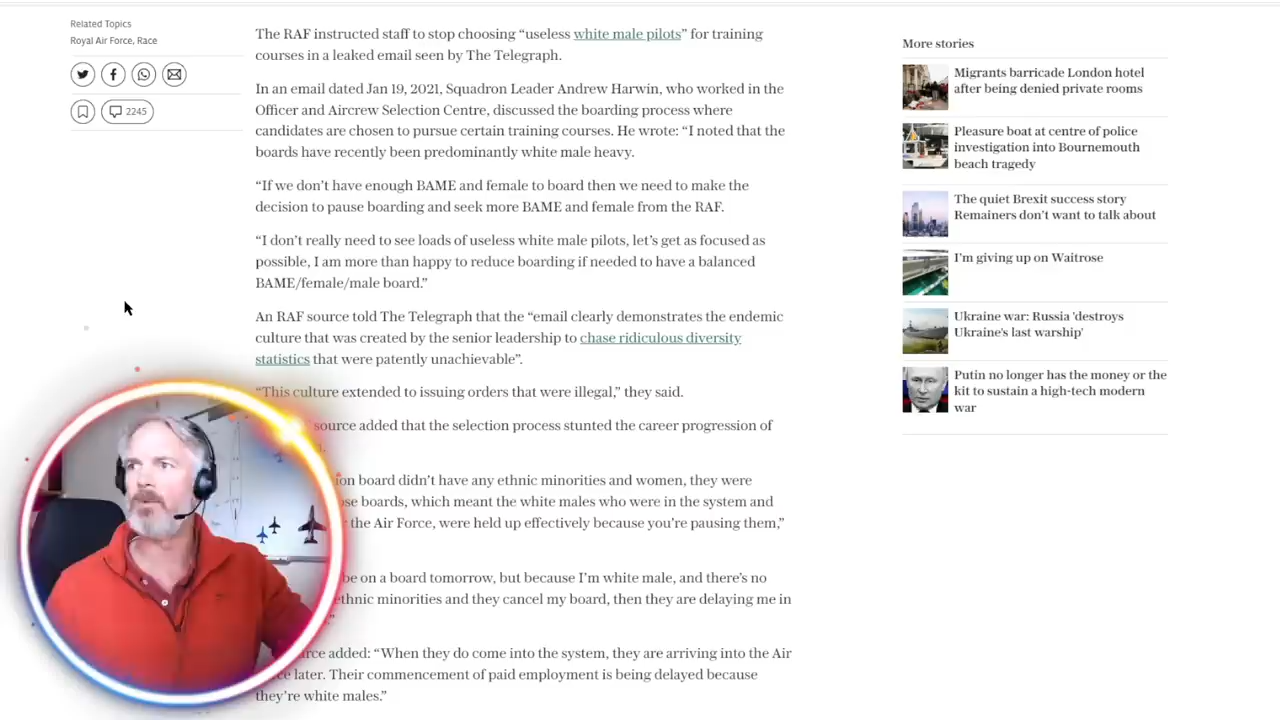 Related Topics
Royal Air Force, Race
2245
The RAF instructed staff to stop choosing “useless white male pilots” for training
courses in a leaked email seen by The Telegraph.
In an email dated Jan 19, 2021, Squadron Leader Andrew Harwin, who worked in the
Officer and Aircrew Selection Centre, discussed the boarding process where
candidates are chosen to pursue certain training courses. He wrote: “I noted that the
boards have recently been predominantly white male heavy.
“If we don’t have enough BAME and female to board then we need to make the
decision to pause boarding and seek more BAME and female from the RAF.
“I don’t really need to see loads of useless white male pilots, let’s get as focused as
possible, I am more than happy to reduce boarding if needed to have a balanced
BAME/female/male board.”
An RAF source told The Telegraph that the “email clearly demonstrates the endemic
culture that was created by the senior leadership to chase ridiculous diversity
statistics that were patently unachievable”.
“This culture extended to issuing orders that were illegal,” they said.
source added that the selection process stunted the career progression of
ion board didn’t have any ethnic minorities and women, they were
ose boards, which meant the white males who were in the system and
the Air Force, were held up effectively because you’re pausing them,”
be on a board tomorrow, but because I’m white male, and there’s no
ethnic minorities and they cancel my board, then they are delaying me in
added: “When they do come into the system, they are arriving into the Air
later. Their commencement of paid employment is being delayed because
they’re white males.”
More stories
Migrants barricade London hotel
after being denied private rooms
Pleasure boat at centre of police
investigation into Bournemouth
beach tragedy
The quiet Brexit success story
Remainers don’t want to talk about
I’m giving up on Waitrose
Ukraine war: Russia 'destroys
Ukraine's last warship'
Putin no longer has the money or the
kit to sustain a high-tech modern
war